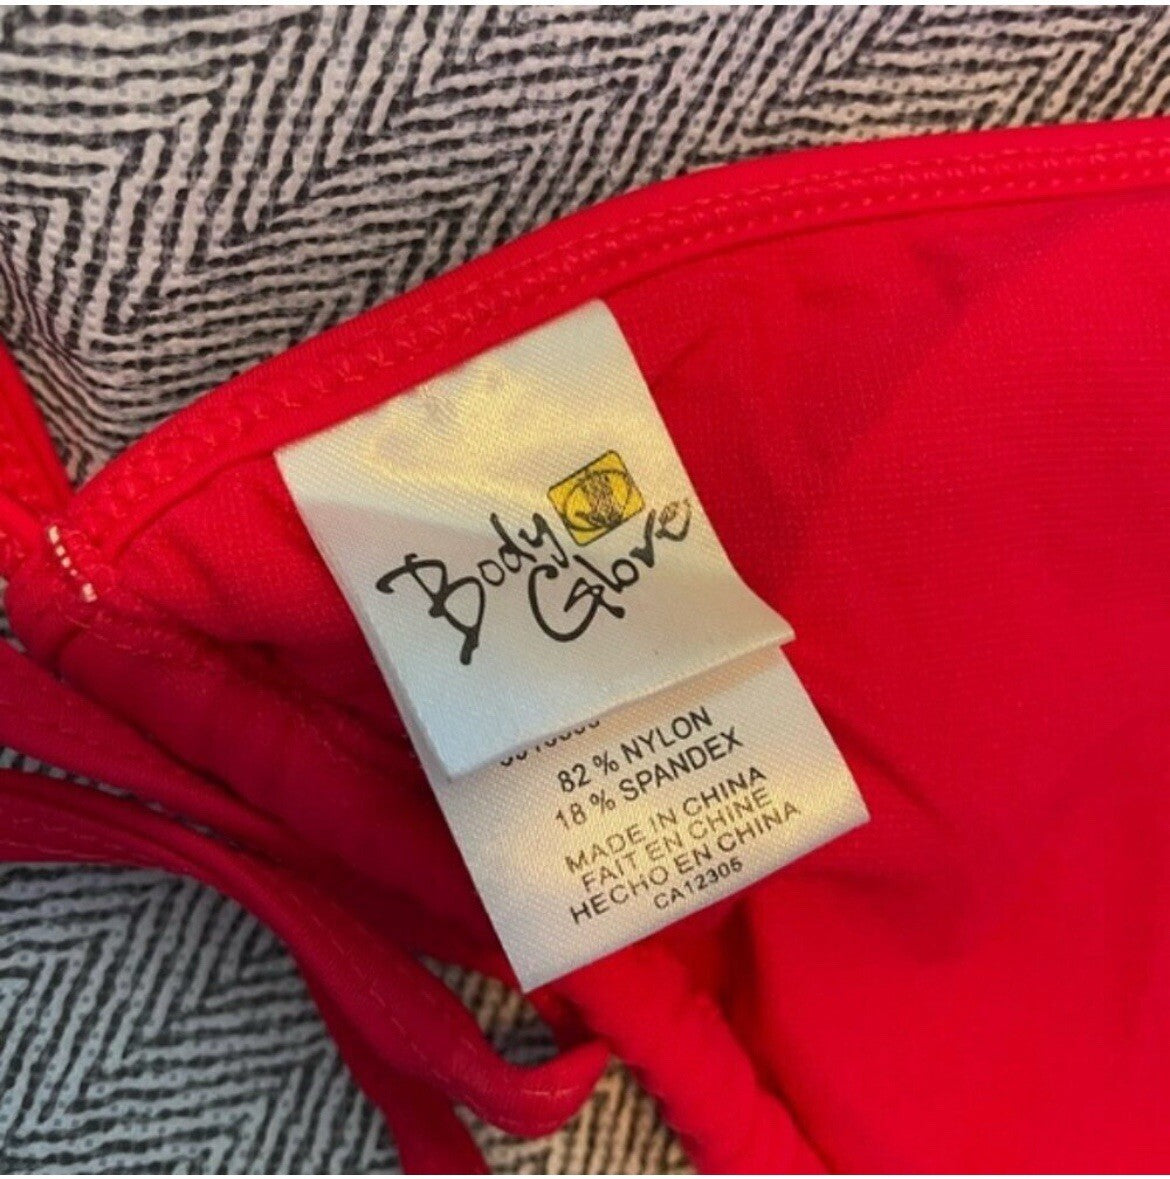 Body
Glove
82 % NYLON
18 % SPANDEX
MADE IN CHINA
FAIT EN CHINE
HECHO EN CHINA
CA12305